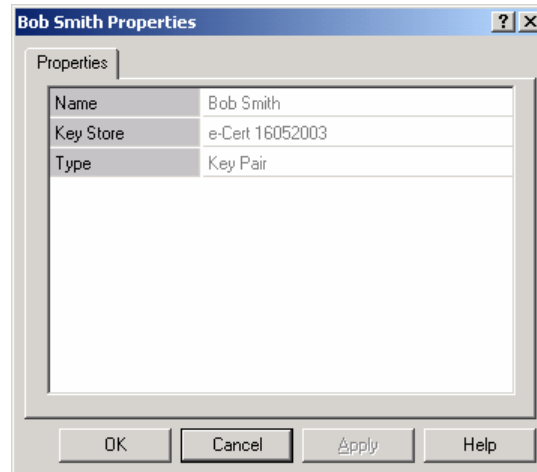 Bob Smith Properties
Properties
Name Bob Smith
Key Store e-Cert 16052003
Type Key Pair
OK Cancel Apply Help